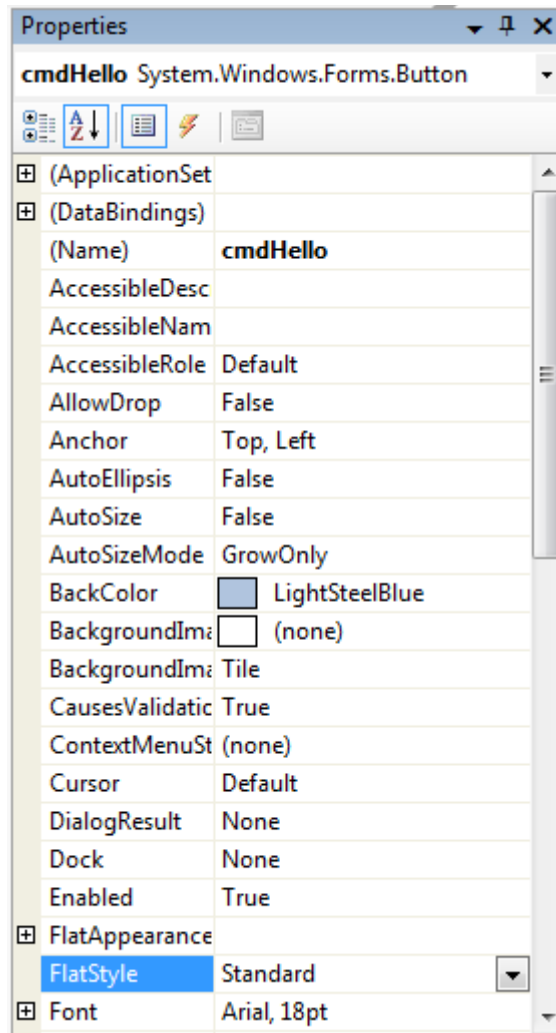 Properties
cmdHello System.Windows.Forms.Button
(ApplicationSet
(DataBindings)
(Name) cmdHello
AccessibleDesc
AccessibleNam
AccessibleRole Default
AllowDrop False
Anchor Top, Left
AutoEllipsis False
AutoSize False
AutoSizeMode GrowOnly
BackColor LightSteelBlue
BackgroundIma (none)
BackgroundIma Tile
CausesValidatic True
ContextMenuSt (none)
Cursor Default
DialogResult None
Dock None
Enabled True
FlatAppearance
FlatStyle Standard
Font Arial, 18pt